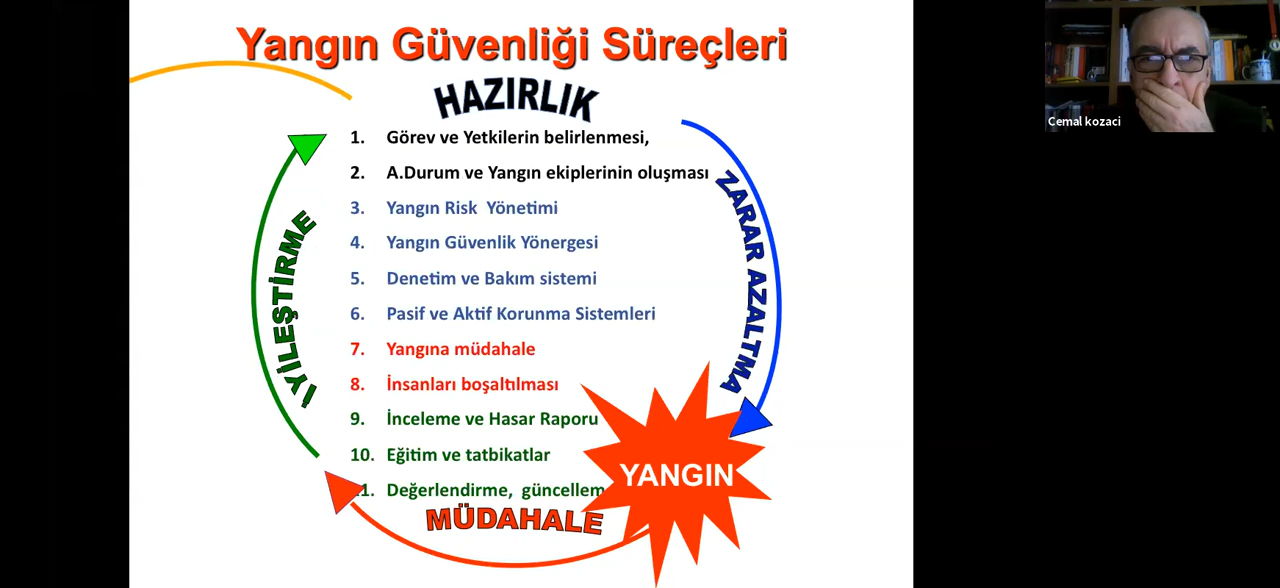 Yangın Güvenliği Süreçleri
HAZIRLIK
1. Görev ve Yetkilerin belirlenmesi,
2. A.Durum ve Yangın ekiplerinin oluşması
3. Yangın Risk Yönetimi
4. Yangın Güvenlik Yönergesi
5. Denetim ve Bakım sistemi
6. Pasif ve Aktif Korunma Sistemleri
7. Yangına müdahale
8. İnsanları boşaltılması
9. İnceleme ve Hasar Raporu
10. Eğitim ve tatbikatlar
11. Değerlendirme, güncellem
ZARAR AZALTMA
YANGIN
MÜDAHALE
İYİLEŞTİRME
Cemal kozaci